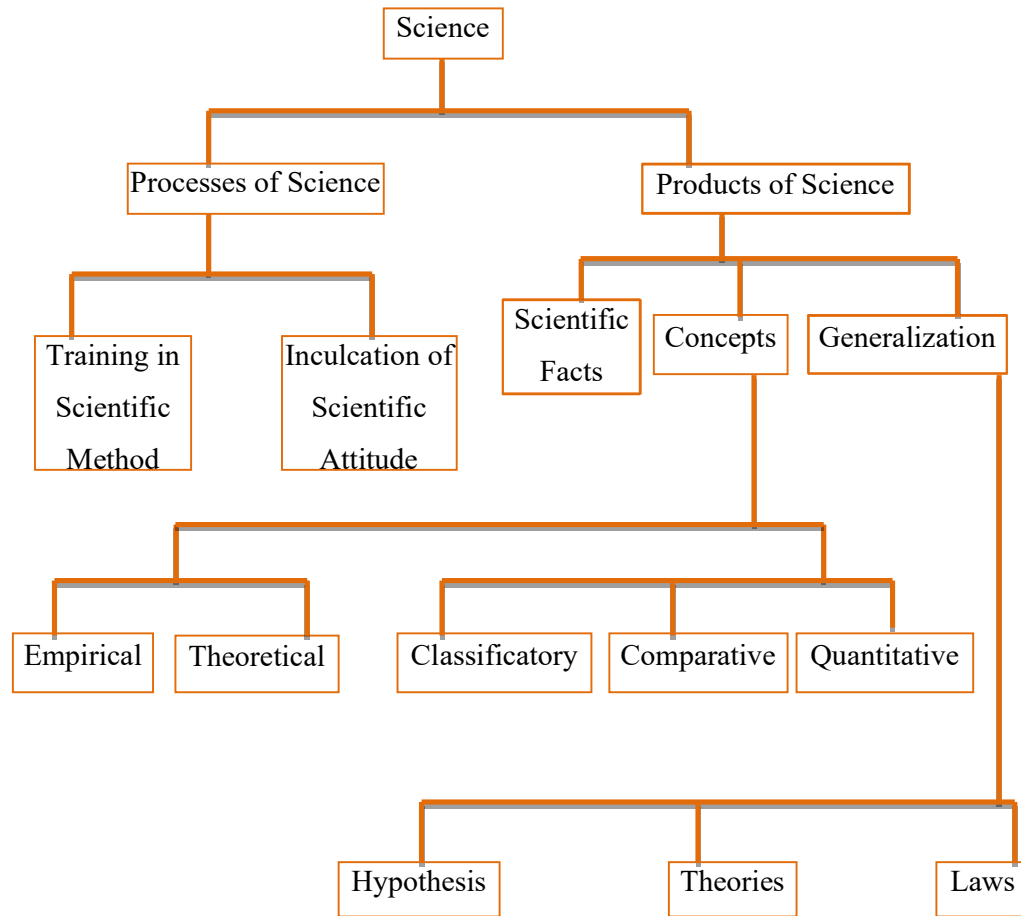 Science
Processes of Science
Products of Science
Training in
Scientific
Method
Inculcation of
Scientific
Attitude
Scientific
Facts
Concepts
Generalization
Empirical
Theoretical
Classificatory
Comparative
Quantitative
Hypothesis
Theories
Laws